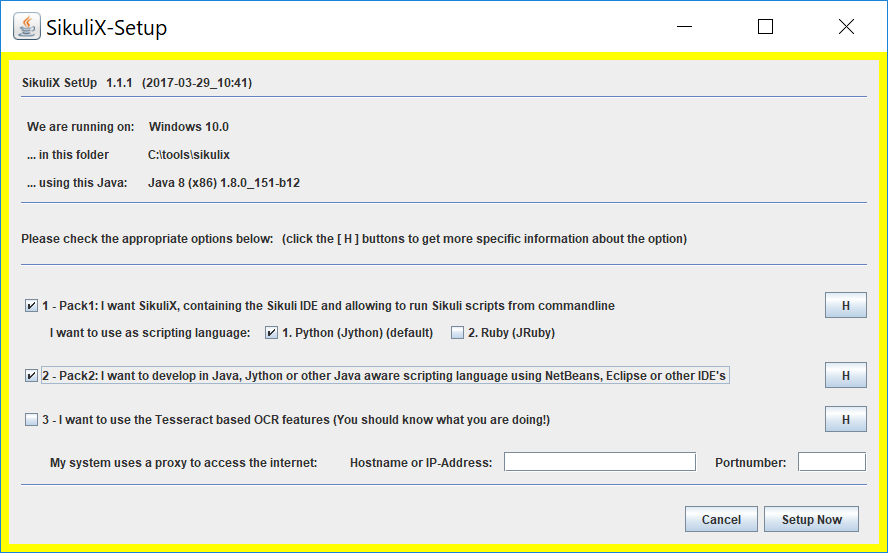 SikuliX-Setup
SikuliX SetUp 1.1.1 (2017-03-29_10:41)
We are running on: Windows 10.0
... in this folder C:\tools\sikulix
... using this Java: Java 8 (x86) 1.8.0_151-b12
Please check the appropriate options below: (click the [ H ] buttons to get more specific information about the option)
1 - Pack1: I want SikuliX, containing the Sikuli IDE and allowing to run Sikuli scripts from commandline H
I want to use as scripting language: 1. Python (Jython) (default) 2. Ruby (JRuby)
2 - Pack2: I want to develop in Java, Jython or other Java aware scripting language using NetBeans, Eclipse or other IDE's H
3 - I want to use the Tesseract based OCR features (You should know what you are doing!) H
My system uses a proxy to access the internet: Hostname or IP-Address: Portnumber:
Cancel Setup Now